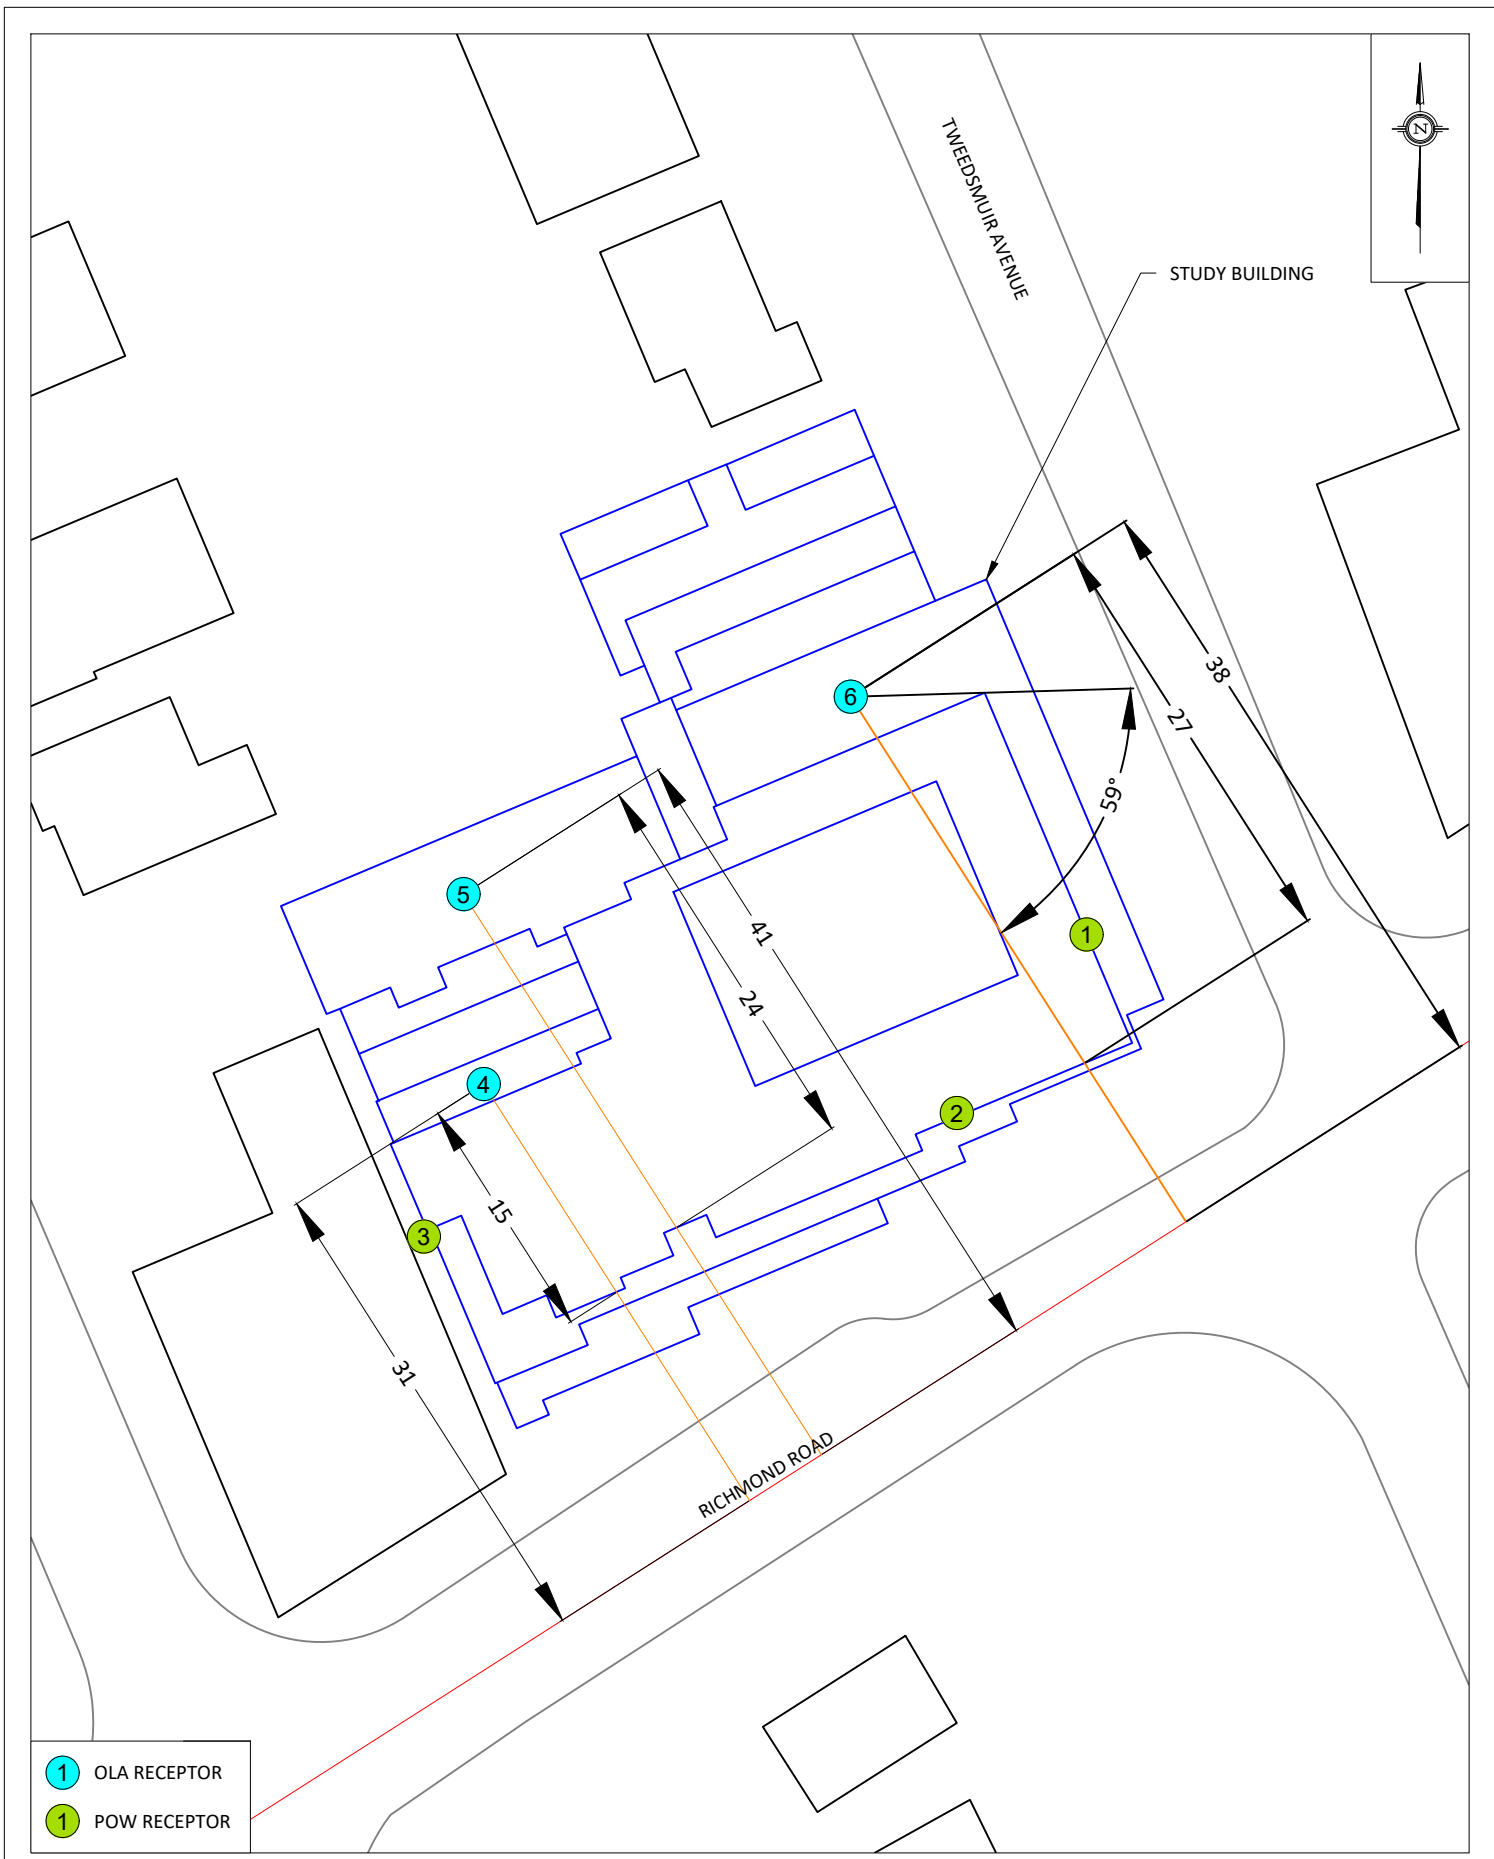 N
TWEEDSMUIR AVENUE
STUDY BUILDING
38
6
27
59°
5
41
1
24
4
2
15
3
31
RICHMOND ROAD
1 OLA RECEPTOR
1 POW RECEPTOR